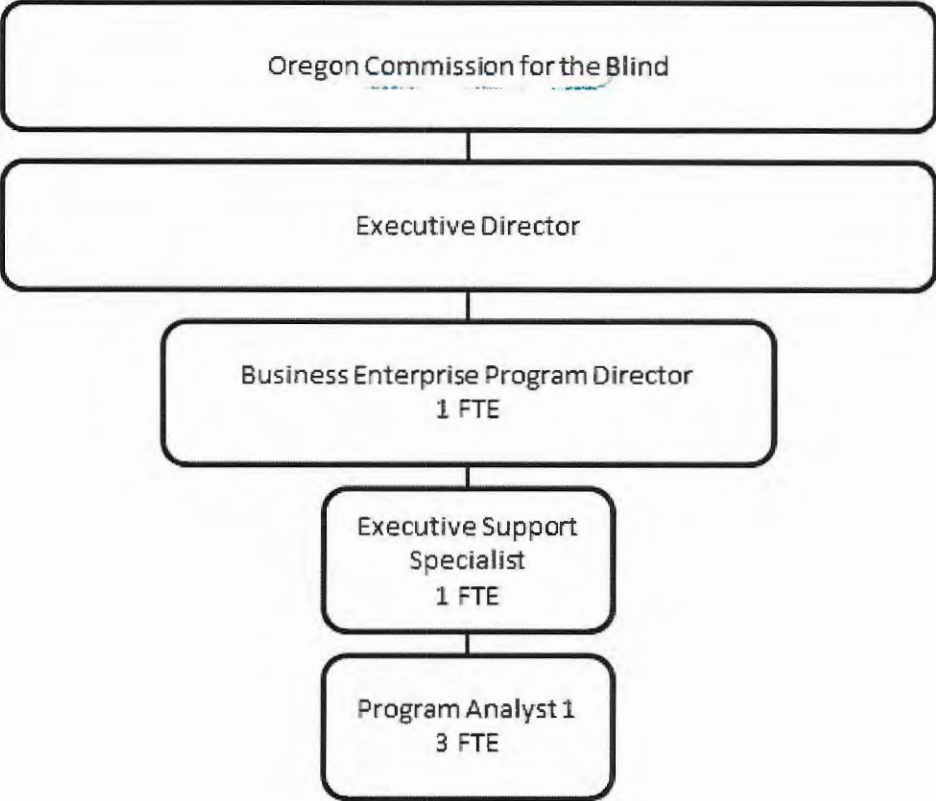 Oregon Commission for the Blind
Executive Director
Business Enterprise Program Director
1 FTE
Executive Support
Specialist
1 FTE
Program Analyst 1
3 FTE